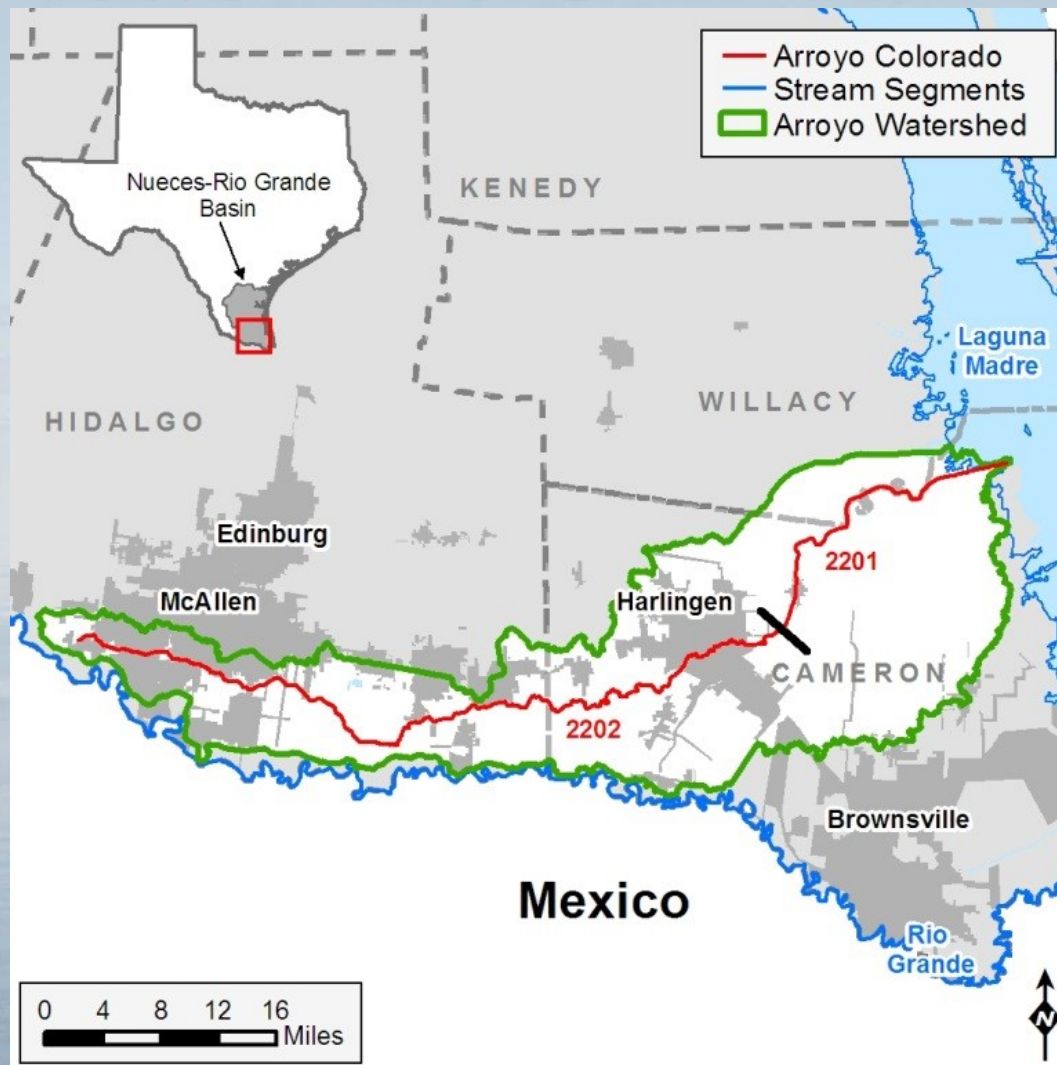 Arroyo Colorado
Stream Segments
Arroyo Watershed
Nueces-Rio Grande
Basin
KENEDY
Laguna
Madre
HIDALGO
WILLACY
Edinburg
McAllen
Harlingen
2201
CAMERON
2202
Brownsville
Mexico
Rio
Grande
0 4 8 12 16
Miles
N